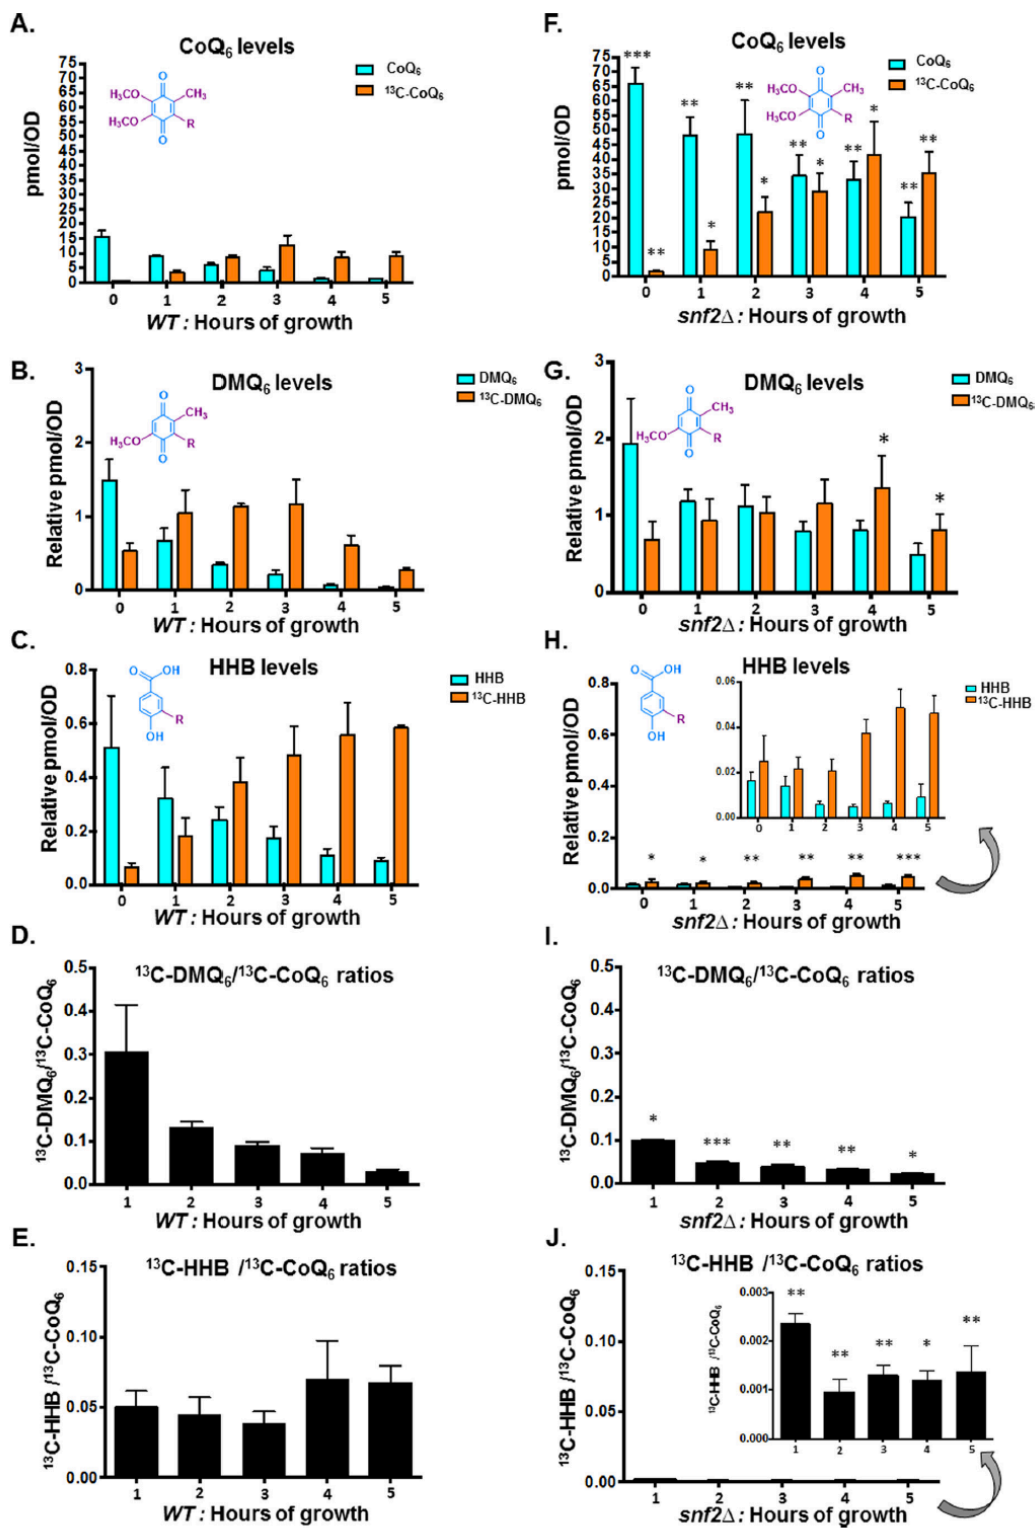 A.
CoQ6 levels
CoQ6
13C-CoQ6
75
70
65
60
55
50
45
40
35
30
25
20
15
10
5
0
pmol/OD
O
H3CO
CH3
H3CO
R
O
0 1 2 3 4 5
WT : Hours of growth
F.
CoQ6 levels
CoQ6
13C-CoQ6
75
70
65
60
55
50
45
40
35
30
25
20
15
10
5
0
pmol/OD
O
H3CO
CH3
H3CO
R
O
*** ** ** * ** * ** * ** * ** **
0 1 2 3 4 5
snf2Δ : Hours of growth
B.
DMQ6 levels
DMQ6
13C-DMQ6
3
2
1
0
Relative pmol/OD
O
CH3
H3CO
R
O
0 1 2 3 4 5
WT : Hours of growth
G.
DMQ6 levels
DMQ6
13C-DMQ6
3
2
1
0
Relative pmol/OD
O
CH3
H3CO
R
O
* *
0 1 2 3 4 5
snf2Δ : Hours of growth
C.
HHB levels
HHB
13C-HHB
0.8
0.6
0.4
0.2
0.0
Relative pmol/OD
O OH
R
OH
0 1 2 3 4 5
WT : Hours of growth
H.
HHB levels
HHB
13C-HHB
0.8
0.6
0.4
0.2
0.0
Relative pmol/OD
O OH
R
OH
0.06
0.04
0.02
0.00
0 1 2 3 4 5
* * ** ** ** ***
0 1 2 3 4 5
snf2Δ : Hours of growth
D.
13C-DMQ6/13C-CoQ6 ratios
0.5
0.4
0.3
0.2
0.1
0.0
13C-DMQ6/13C-CoQ6
1 2 3 4 5
WT : Hours of growth
I.
13C-DMQ6/13C-CoQ6 ratios
0.5
0.4
0.3
0.2
0.1
0.0
13C-DMQ6/13C-CoQ6
* *** ** ** *
1 2 3 4 5
snf2Δ : Hours of growth
E.
13C-HHB /13C-CoQ6 ratios
0.15
0.10
0.05
0.00
13C-HHB /13C-CoQ6
1 2 3 4 5
WT : Hours of growth
J.
13C-HHB /13C-CoQ6 ratios
0.15
0.10
0.05
0.00
13C-HHB /13C-CoQ6
0.003
0.002
0.001
0.000
13C-HHB /13C-CoQ6
** ** ** * **
1 2 3 4 5
1 2 3 4 5
snf2Δ : Hours of growth